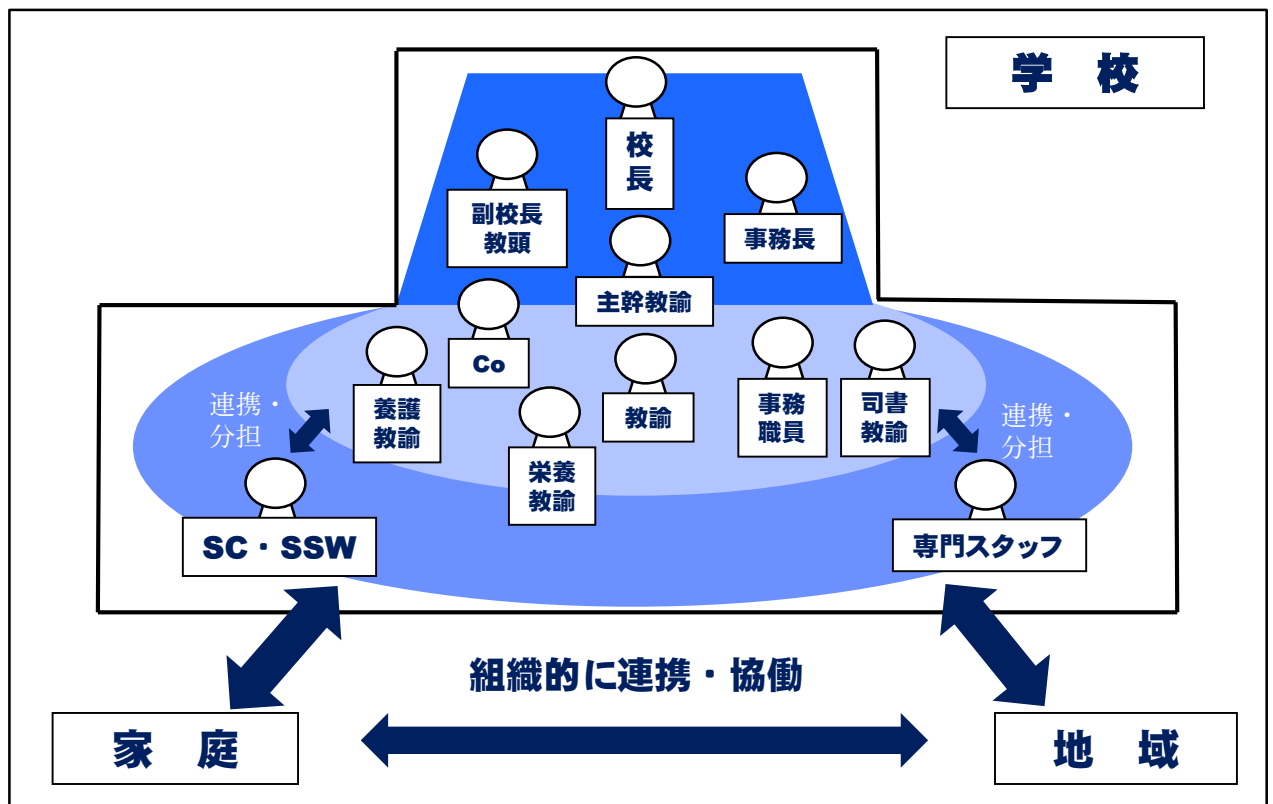 学　校
校
長
副校長
教頭
事務長
主幹教諭
Co
養護
教諭
栄養
教諭
教諭
事務
職員
司書
教諭
連携・
分担
連携・
分担
SC・SSW
専門スタッフ
組織的に連携・協働
家　庭
地　域